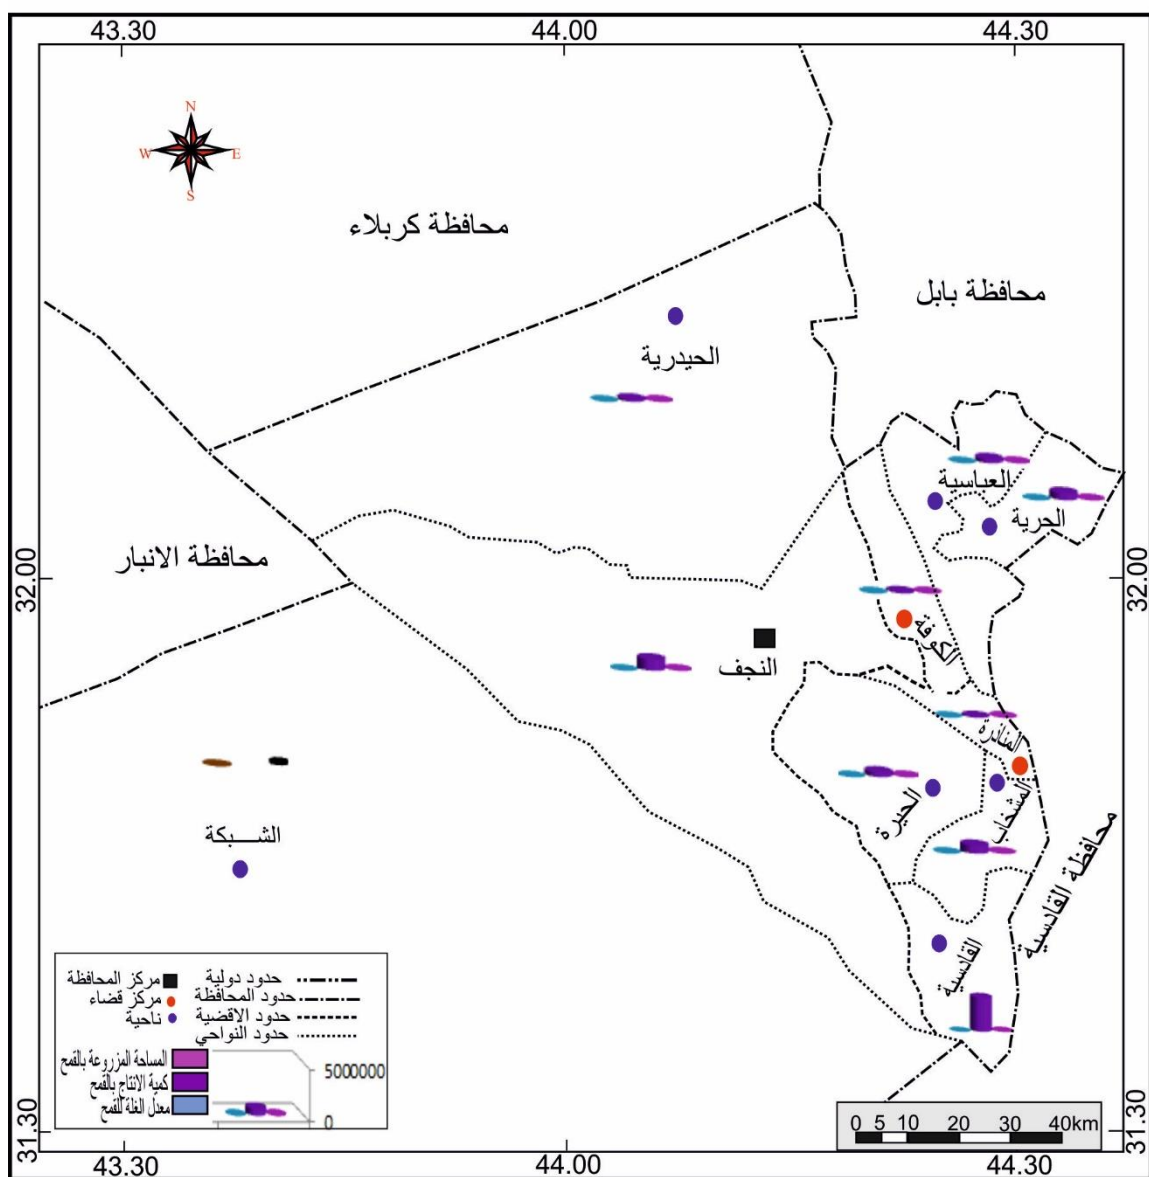 43.30 44.00 44.30
N
W E
S
محافظة كربلاء
محافظة بابل
الحيدرية
العباسية
الحرية
محافظة الانبار
32.00 32.00
الكوفة
النجف
المناذرة
المشخاب
الحيرة
الشبكة
محافظة القادسية
القادسية
حدود دولية
حدود المحافظة
حدود الاقضية
حدود النواحي
مركز المحافظة
مركز قضاء
ناحية
المساحة المزروعة بالقمح
كمية الانتاج بالقمح
معدل الغلة للقمح
5000000
0
0 5 10 20 30 40km
31.30 31.30
43.30 44.00 44.30